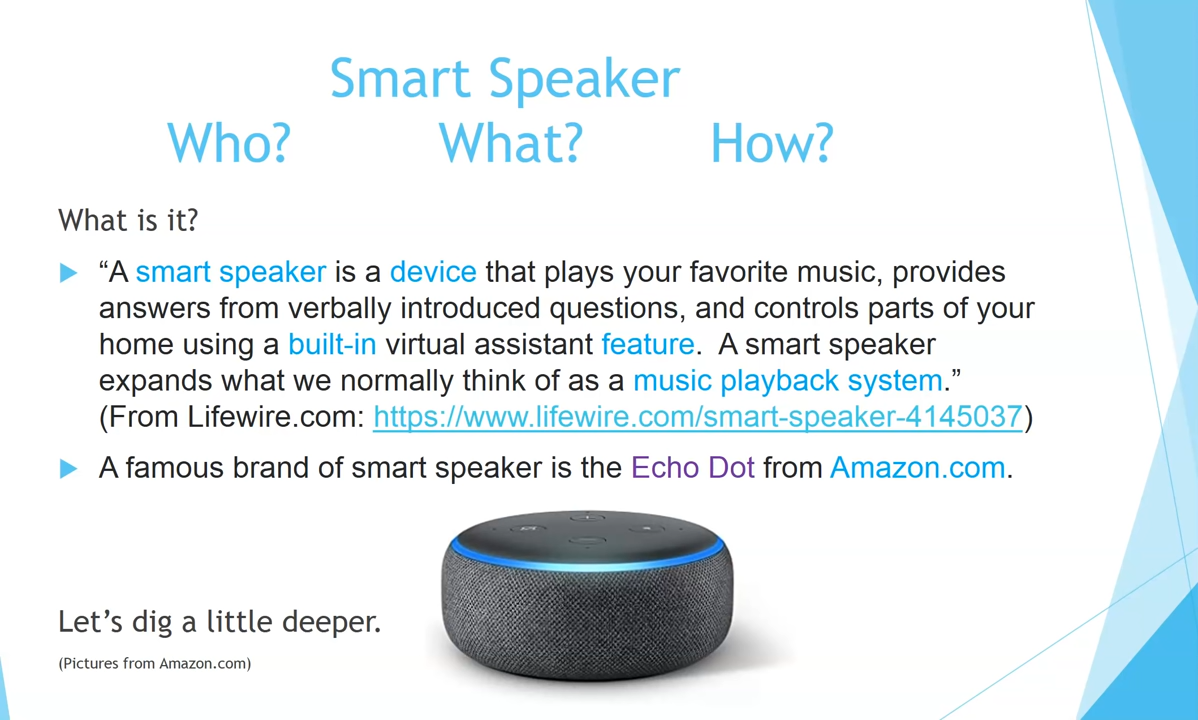 Smart Speaker
Who? What? How?
What is it?
“A smart speaker is a device that plays your favorite music, provides
answers from verbally introduced questions, and controls parts of your
home using a built-in virtual assistant feature.  A smart speaker
expands what we normally think of as a music playback system.”
(From Lifewire.com: https://www.lifewire.com/smart-speaker-4145037)
A famous brand of smart speaker is the Echo Dot from Amazon.com.
Let’s dig a little deeper.
(Pictures from Amazon.com)